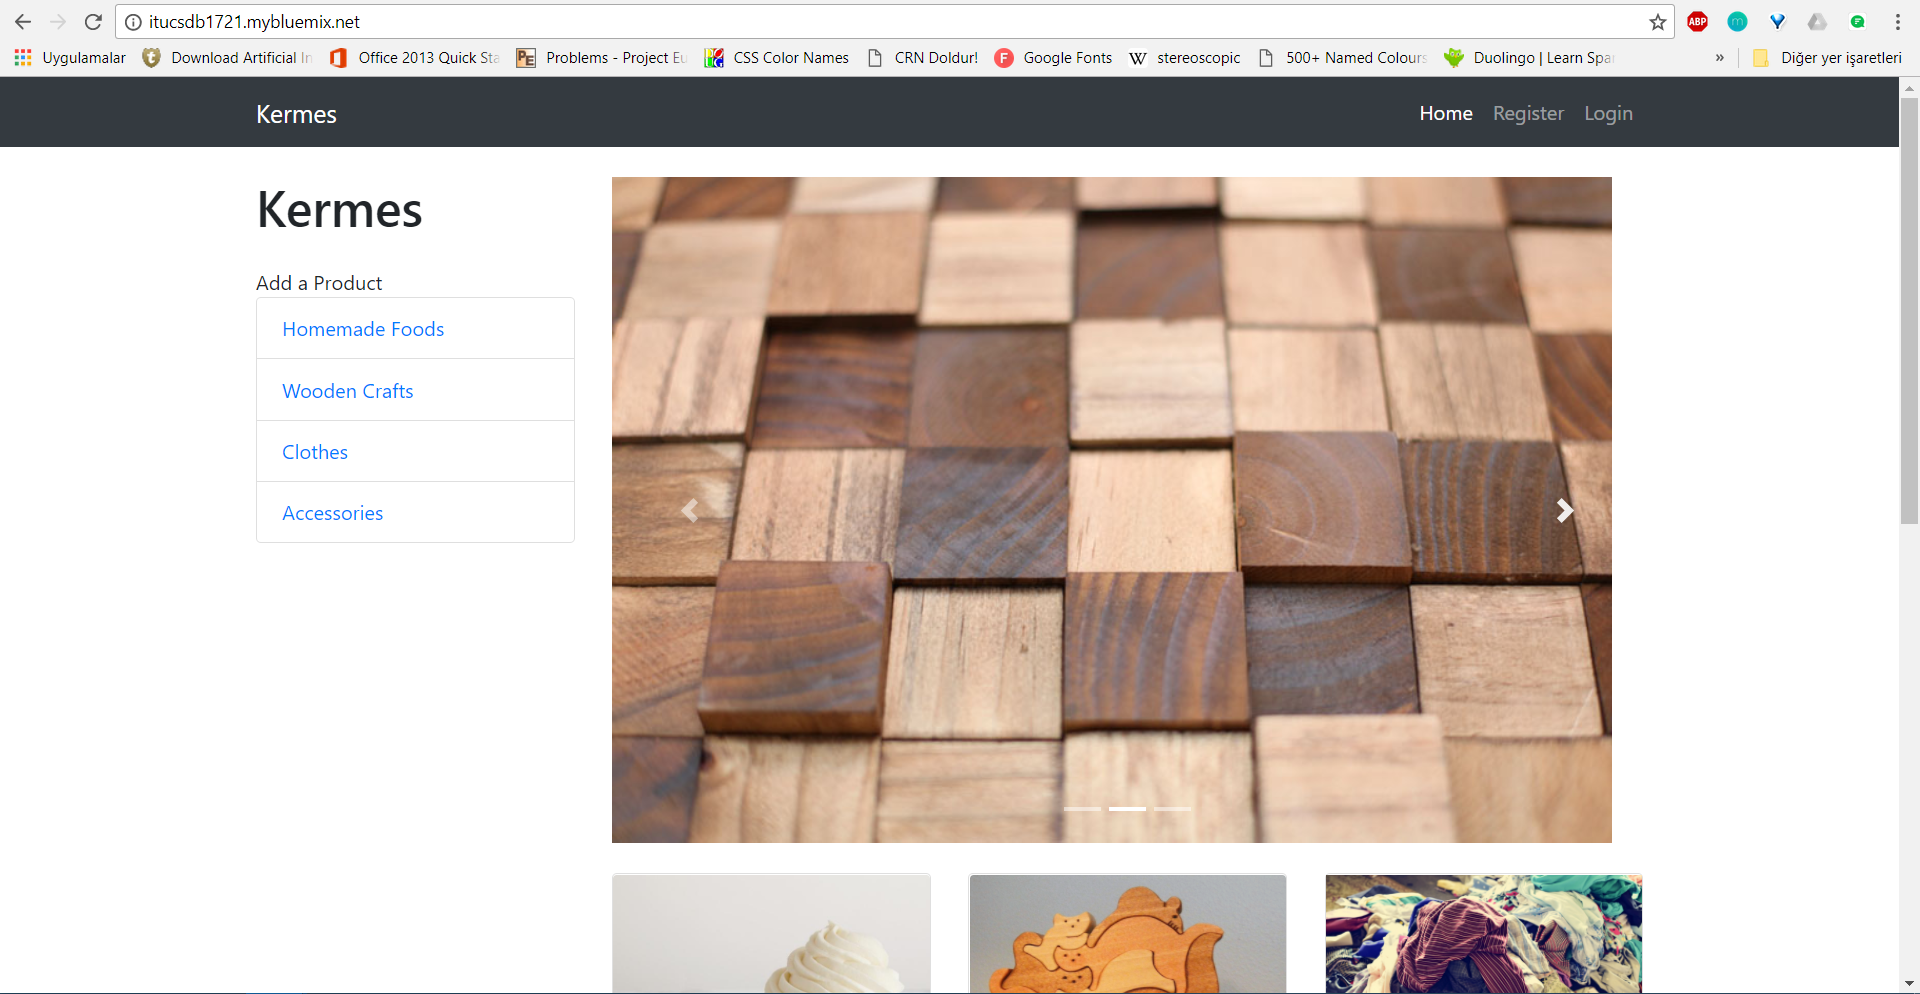 itucsdb1721.mybluemix.net
ABP
m
Uygulamalar
Download Artificial In
Office 2013 Quick Sta
PE
Problems - Project Eu
CSS Color Names
CRN Doldur!
F
Google Fonts
W
stereoscopic
500+ Named Colours
Duolingo | Learn Spa
»
Diğer yer işaretleri
Kermes
Home
Register
Login
Kermes
Add a Product
Homemade Foods
Wooden Crafts
Clothes
Accessories